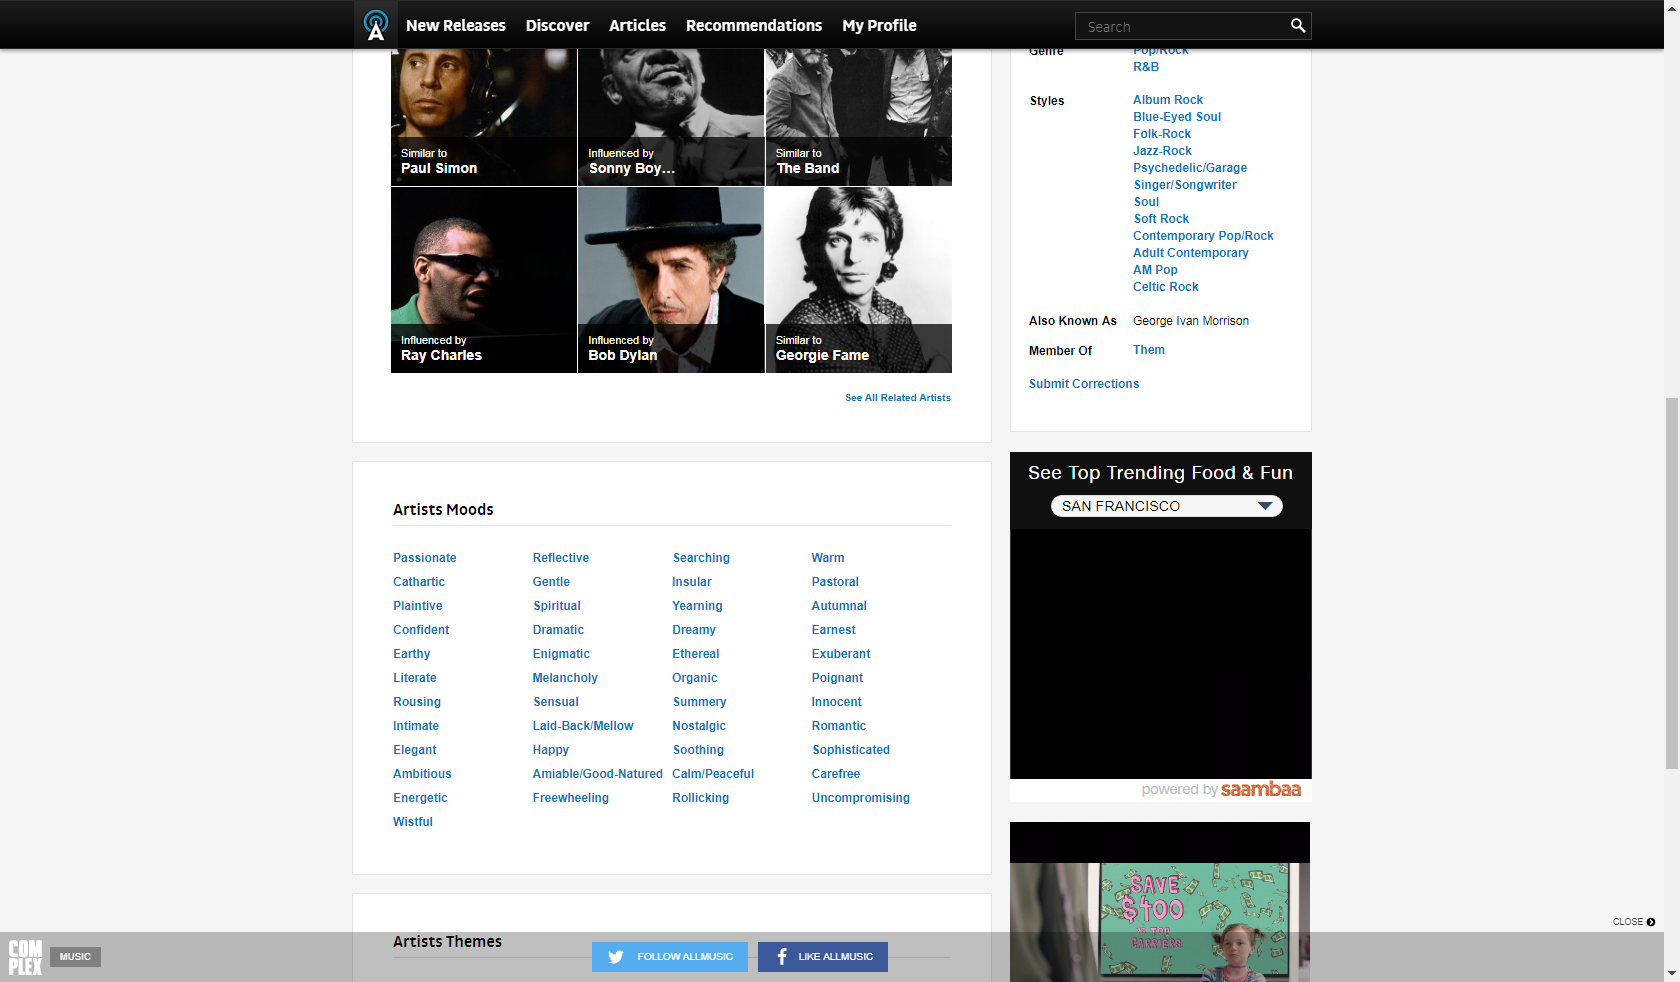 New Releases
Discover
Articles
Recommendations
My Profile
Search
Similar to
Paul Simon
Influenced by
Sonny Boy...
Similar to
The Band
Influenced by
Ray Charles
Influenced by
Bob Dylan
Similar to
Georgie Fame
See All Related Artists
Genre
Pop/Rock
R&B
Styles
Album Rock
Blue-Eyed Soul
Folk-Rock
Jazz-Rock
Psychedelic/Garage
Singer/Songwriter
Soul
Soft Rock
Contemporary Pop/Rock
Adult Contemporary
AM Pop
Celtic Rock
Also Known As George Ivan Morrison
Member Of Them
Submit Corrections
Artists Moods
Passionate Reflective Searching Warm
Cathartic Gentle Insular Pastoral
Plaintive Spiritual Yearning Autumnal
Confident Dramatic Dreamy Earnest
Earthy Enigmatic Ethereal Exuberant
Literate Melancholy Organic Poignant
Rousing Sensual Summery Innocent
Intimate Laid-Back/Mellow Nostalgic Romantic
Elegant Happy Soothing Sophisticated
Ambitious Amiable/Good-Natured Calm/Peaceful Carefree
Energetic Freewheeling Rollicking Uncompromising
Wistful
See Top Trending Food & Fun
SAN FRANCISCO
powered by saambaa
SAVE
$400
VS TOP
CARRIERS
CLOSE
Artists Themes
COM
PLEX
MUSIC
FOLLOW ALLMUSIC
LIKE ALLMUSIC